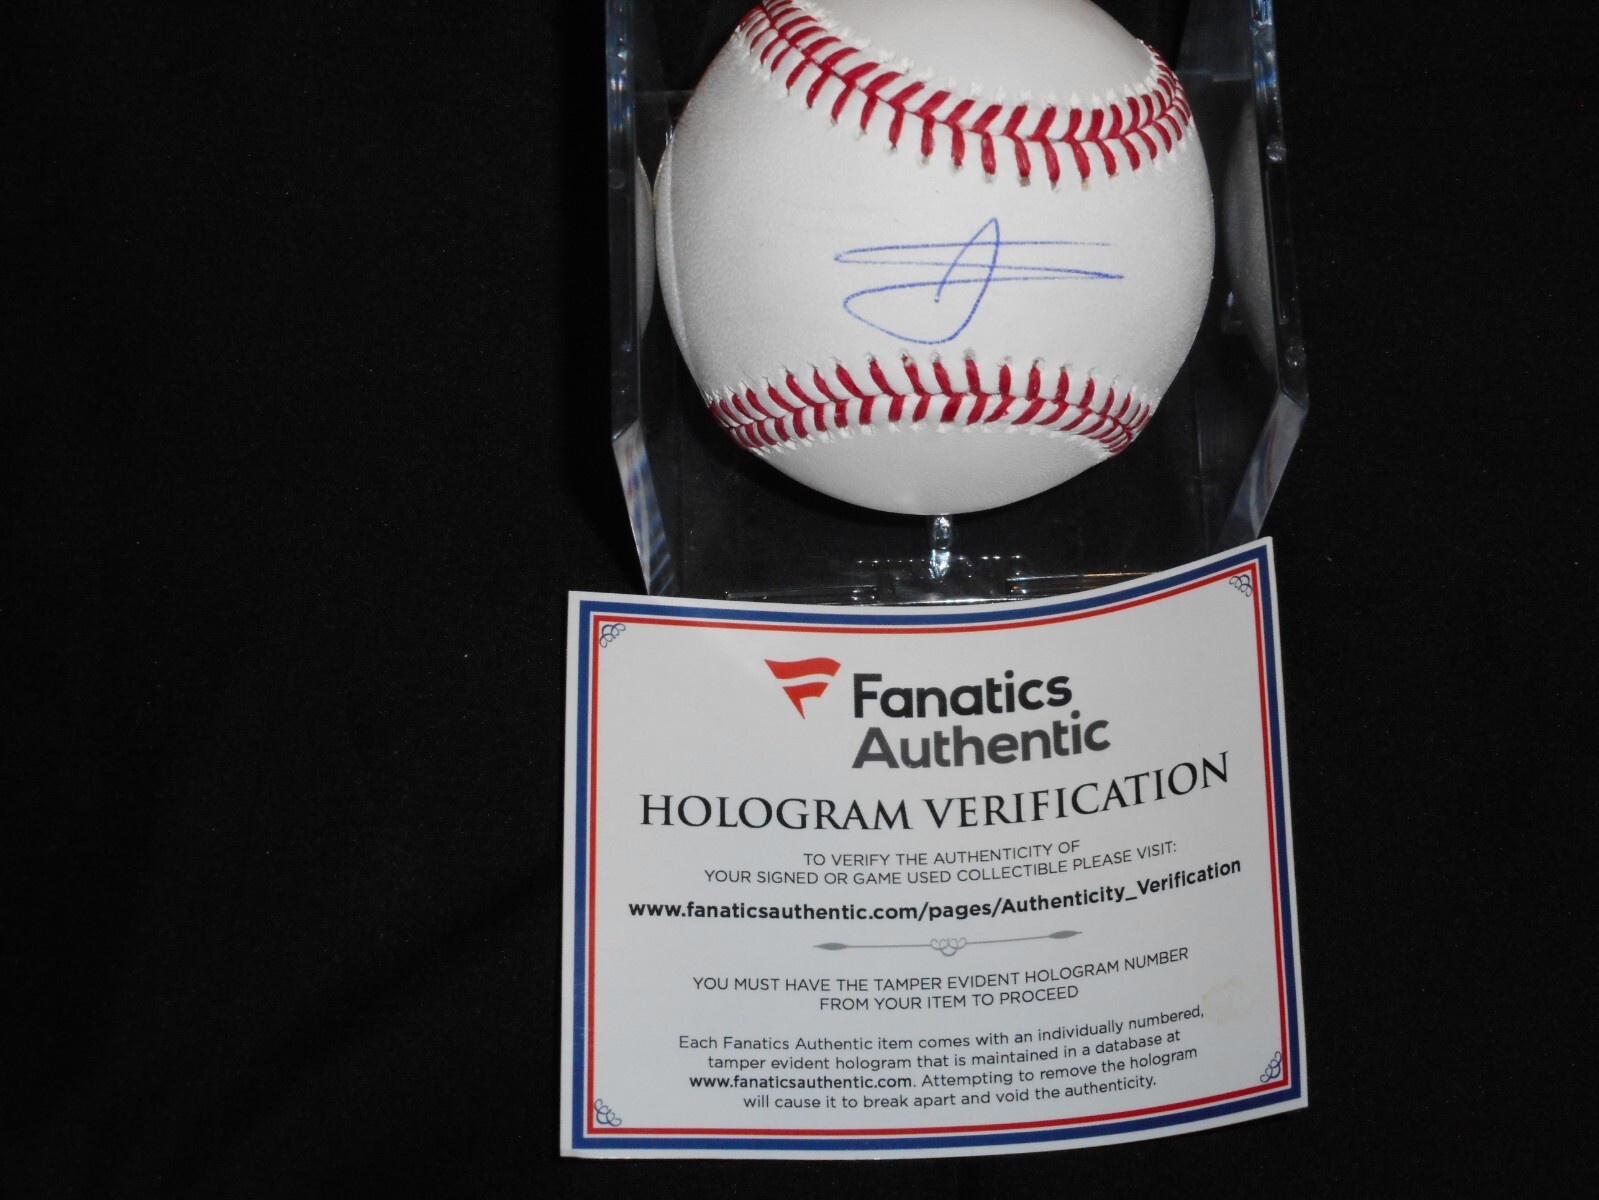 Fanatics
Authentic
HOLOGRAM VERIFICATION
TO VERIFY THE AUTHENTICITY OF
YOUR SIGNED OR GAME USED COLLECTIBLE PLEASE VISIT:
www.fanaticsauthentic.com/pages/Authenticity_Verification
YOU MUST HAVE THE TAMPER EVIDENT HOLOGRAM NUMBER
FROM YOUR ITEM TO PROCEED
Each Fanatics Authentic item comes with an individually numbered,
tamper evident hologram that is maintained in a database at
www.fanaticsauthentic.com. Attempting to remove the hologram
will cause it to break apart and void the authenticity.